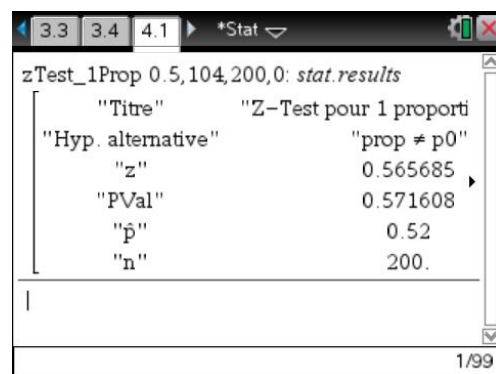 3.3 3.4 4.1 *Stat
zTest_1Prop 0.5,104,200,0: stat.results
"Titre" "Z−Test pour 1 proporti
"Hyp. alternative" "prop ≠ p0"
"z" 0.565685
"PVal" 0.571608
"p̂" 0.52
"n" 200.
1/99